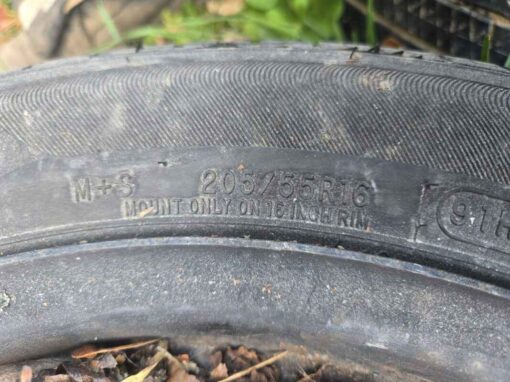 M+S 205/55R16 91H
MOUNT ONLY ON 16 INCH RIM